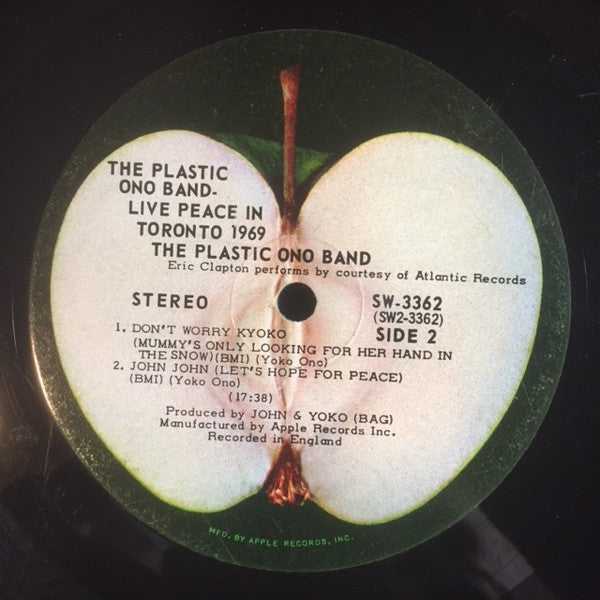 THE PLASTIC
ONO BAND-
LIVE PEACE IN
TORONTO 1969
THE PLASTIC ONO BAND
Eric Clapton performs by courtesy of Atlantic Records
STEREO
SW-3362
(SW2-3362)
SIDE 2
1. DON'T WORRY KYOKO
(MUMMY'S ONLY LOOKING FOR HER HAND IN
THE SNOW)(BMI) (Yoko Ono)
2. JOHN JOHN (LET'S HOPE FOR PEACE)
(BMI) (Yoko Ono)
(17:38)
Produced by JOHN & YOKO (BAG)
Manufactured by Apple Records Inc.
Recorded in England
MFD. BY APPLE RECORDS, INC.